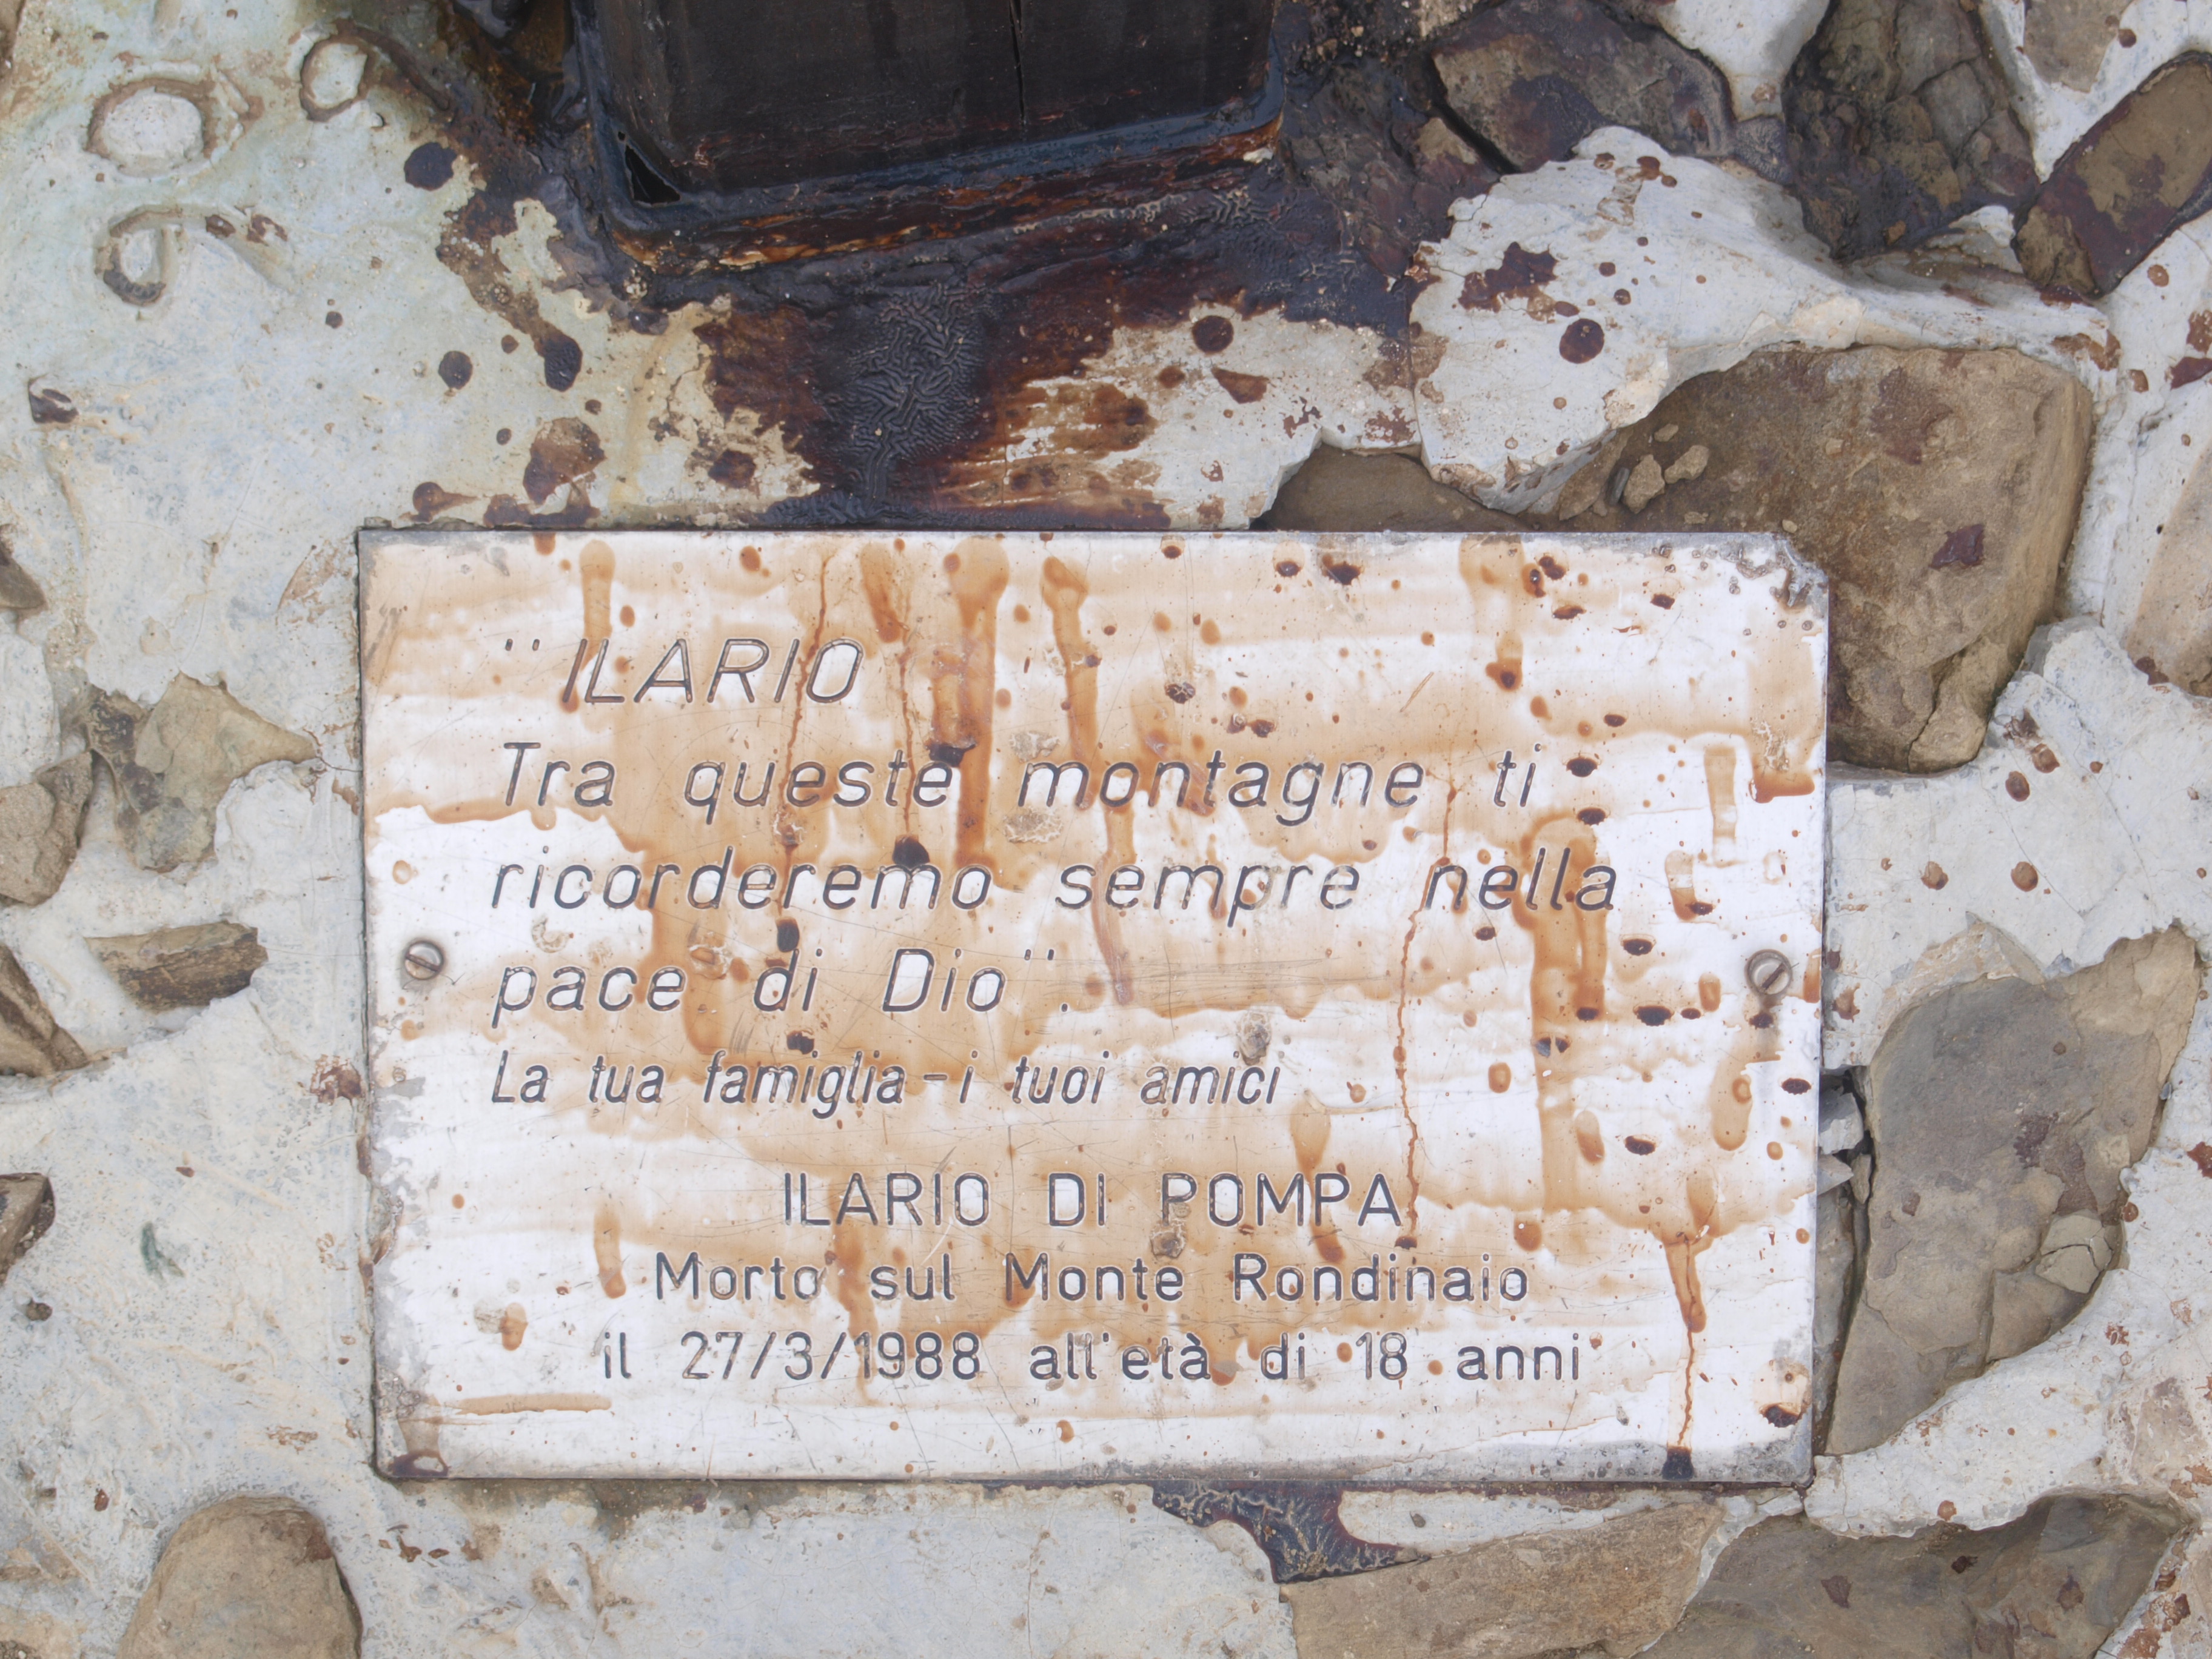 "ILARIO
Tra queste montagne ti
ricorderemo sempre nella
pace di Dio".
La tua famiglia - i tuoi amici
ILARIO DI POMPA
Morto sul Monte Rondinaio
il 27/3/1988 all'età di 18 anni